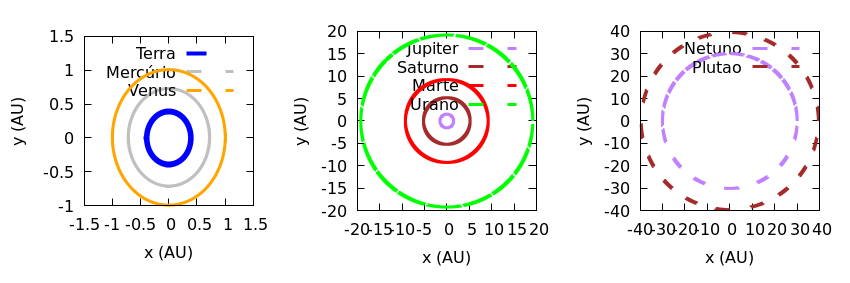 1.5
1
0.5
0
-0.5
-1
y (AU)
-1.5 -1 -0.5 0 0.5 1 1.5
x (AU)
Terra
Mercúrio
Venus
20
15
10
5
0
-5
-10
-15
-20
y (AU)
-20 -15 -10 -5 0 5 10 15 20
x (AU)
Jupiter
Saturno
Marte
Urano
40
30
20
10
0
-10
-20
-30
-40
y (AU)
-40 -30 -20 -10 0 10 20 30 40
x (AU)
Netuno
Plutao